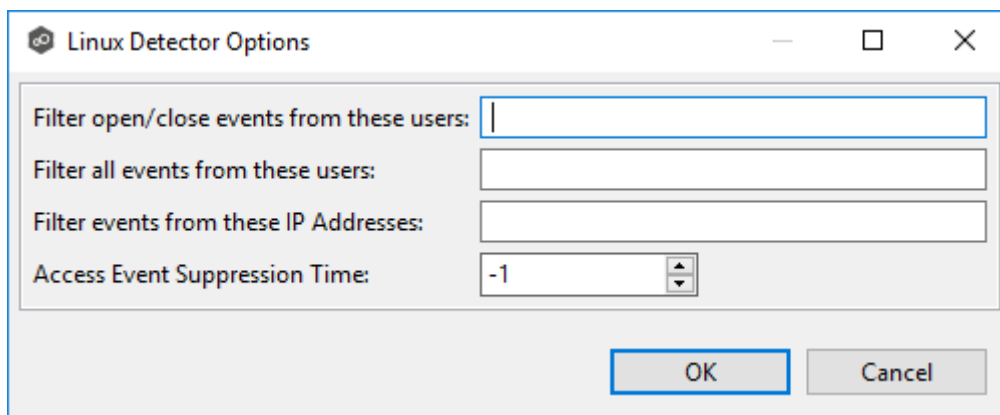 Linux Detector Options
Filter open/close events from these users:
Filter all events from these users:
Filter events from these IP Addresses:
Access Event Suppression Time: -1
OK Cancel